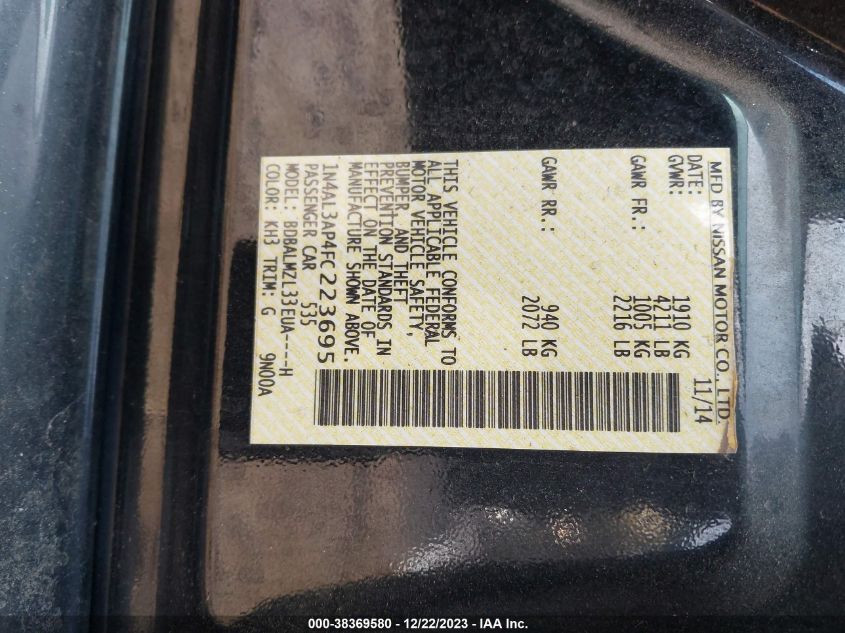 MFD BY NISSAN MOTOR CO., LTD.
DATE: 11/14
GVWR: 1910 KG
4211 LB
GAWR FR.: 1005 KG
2216 LB
GAWR RR.: 940 KG
2072 LB
THIS VEHICLE CONFORMS TO
ALL APPLICABLE FEDERAL
MOTOR VEHICLE SAFETY,
BUMPER, AND THEFT
PREVENTION STANDARDS IN
EFFECT ON THE DATE OF
MANUFACTURE SHOWN ABOVE.
1N4AL3AP4FC223695
PASSENGER CAR 535
MODEL: BDBALWZL33EUA----H
COLOR: KH3 TRIM: G 9N00A
000-38369580 - 12/22/2023 - IAA Inc.